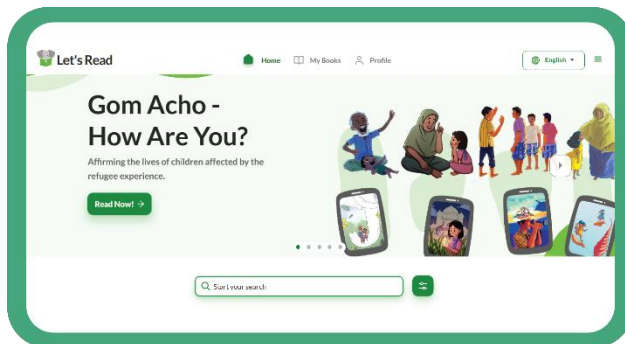 Let's Read
Home My Books Profile
English
Gom Acho -
How Are You?
Affirming the lives of children affected by the
refugee experience.
Read Now! →
Start your search